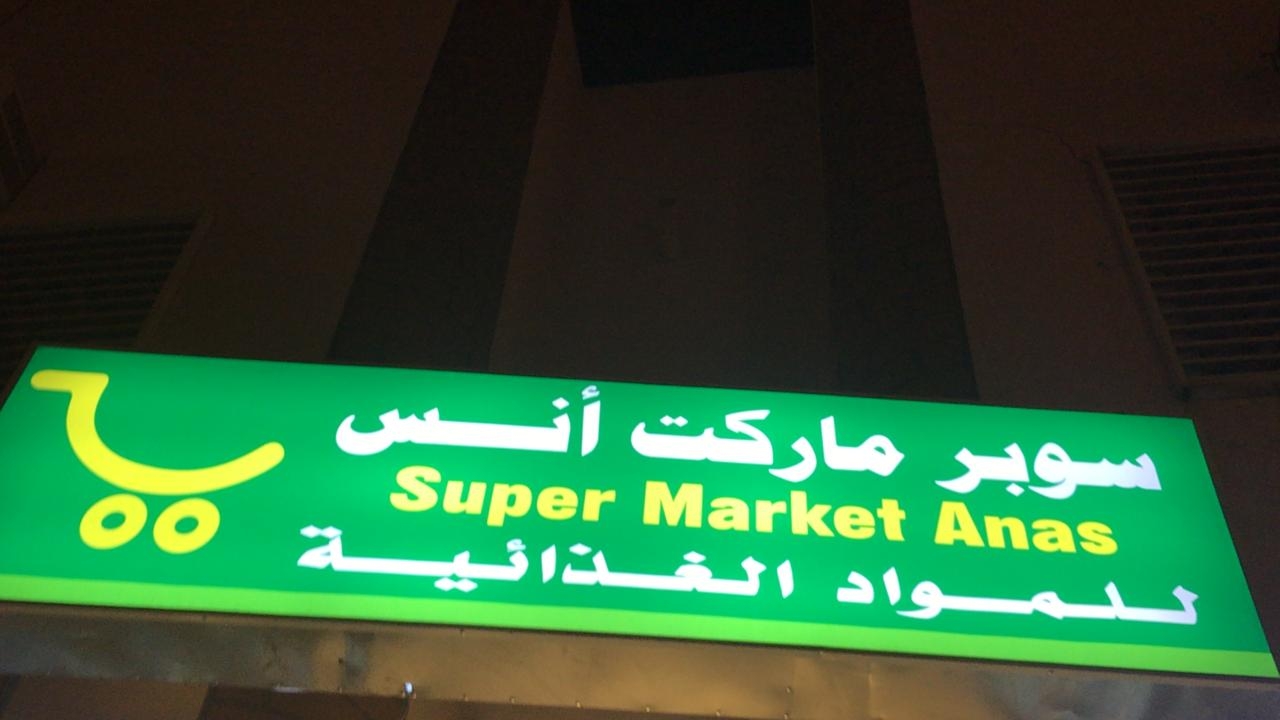 سوبر ماركت أنس
Super Market Anas
للمواد الغذائية